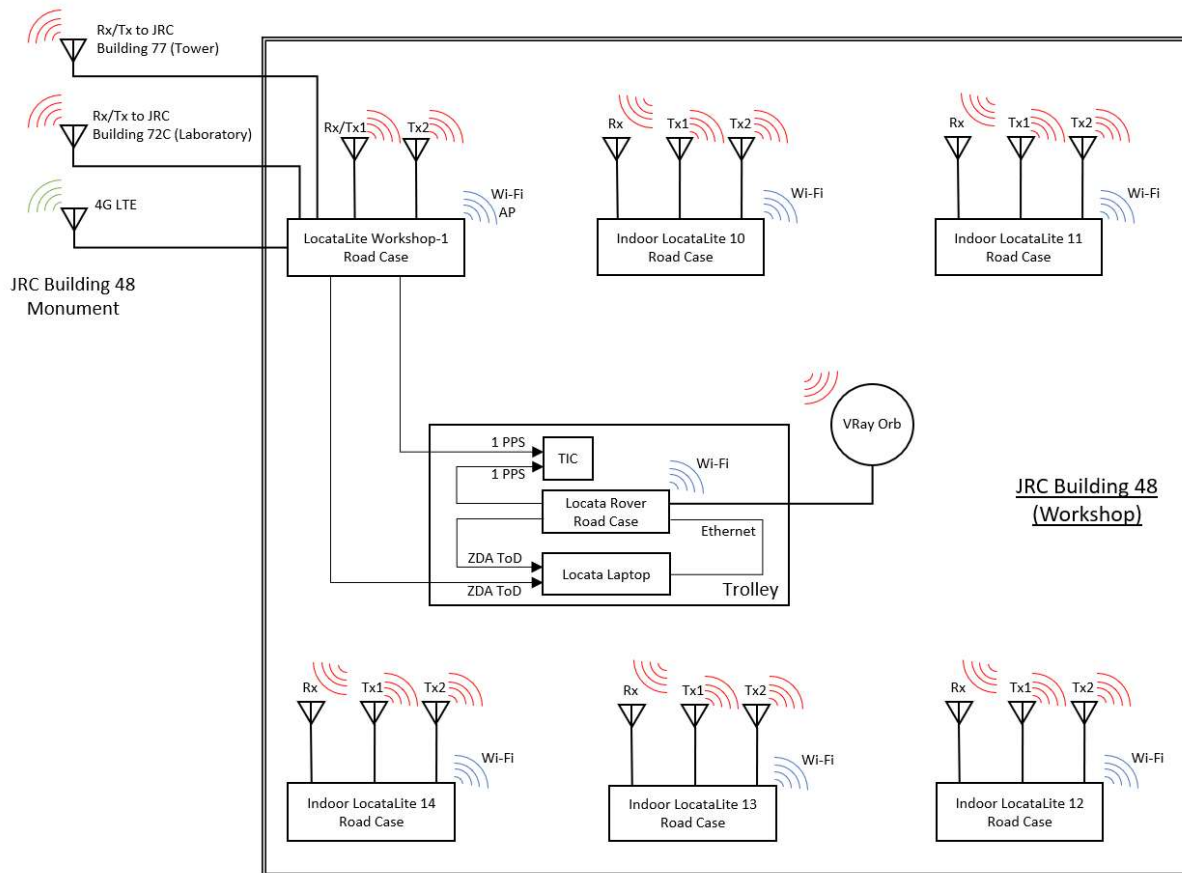 Rx/Tx to JRC
Building 77 (Tower)
Rx/Tx to JRC
Building 72C (Laboratory)
4G LTE
JRC Building 48
Monument
Rx/Tx1
Tx2
Wi-Fi
AP
LocataLite Workshop-1
Road Case
Rx
Tx1
Tx2
Wi-Fi
Indoor LocataLite 10
Road Case
Rx
Tx1
Tx2
Wi-Fi
Indoor LocataLite 11
Road Case
1 PPS
1 PPS
TIC
Wi-Fi
Locata Rover
Road Case
Ethernet
ZDA ToD
ZDA ToD
Locata Laptop
Trolley
VRay Orb
JRC Building 48
(Workshop)
Rx
Tx1
Tx2
Wi-Fi
Indoor LocataLite 14
Road Case
Rx
Tx1
Tx2
Wi-Fi
Indoor LocataLite 13
Road Case
Rx
Tx1
Tx2
Wi-Fi
Indoor LocataLite 12
Road Case